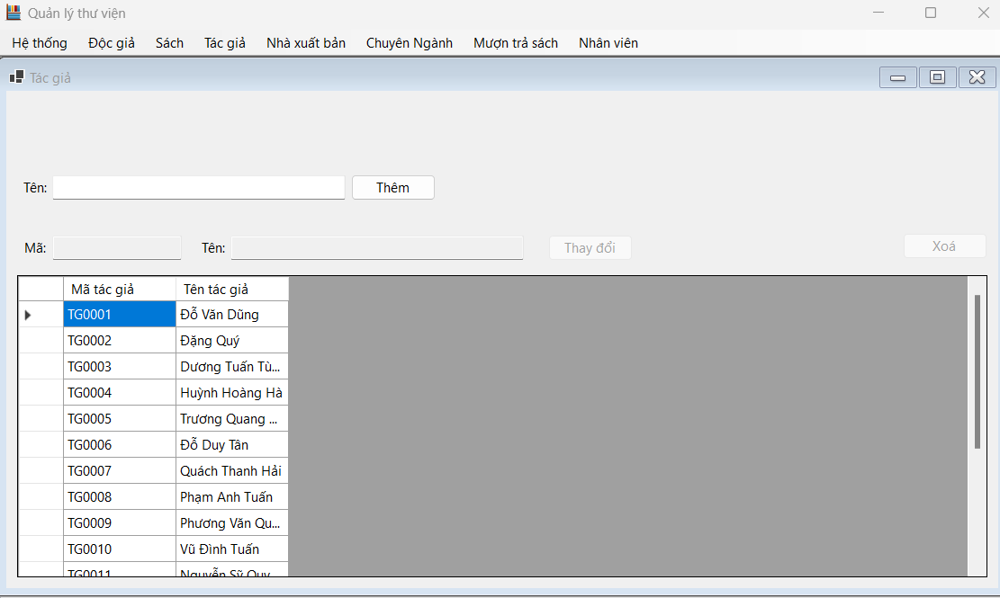 Quản lý thư viện
Hệ thống Độc giả Sách Tác giả Nhà xuất bản Chuyên Ngành Mượn trả sách Nhân viên
Tác giả
Tên: Thêm
Mã: Tên: Thay đổi Xoá
Mã tác giả Tên tác giả
TG0001 Đỗ Văn Dũng
TG0002 Đặng Quý
TG0003 Dương Tuấn Tù...
TG0004 Huỳnh Hoàng Hà
TG0005 Trương Quang ...
TG0006 Đỗ Duy Tân
TG0007 Quách Thanh Hải
TG0008 Phạm Anh Tuấn
TG0009 Phương Văn Qu...
TG0010 Vũ Đình Tuấn
TG0011 Nguyễn Sỹ